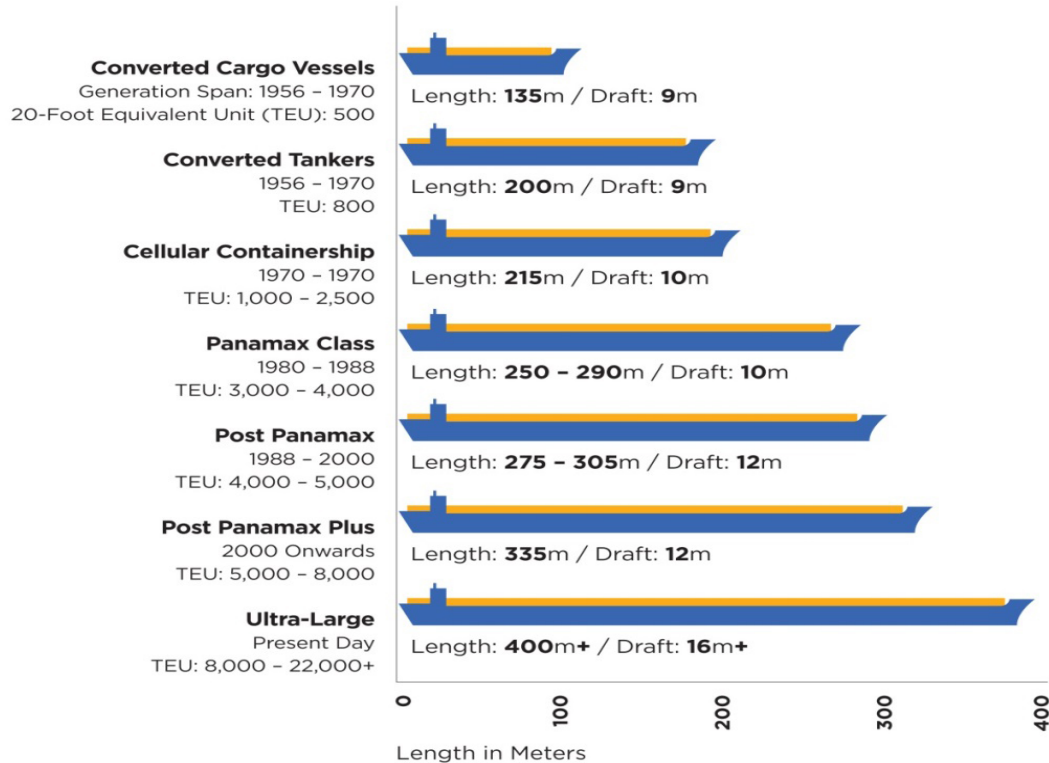 Converted Cargo Vessels
Generation Span: 1956 – 1970
20-Foot Equivalent Unit (TEU): 500
Length: 135m / Draft: 9m
Converted Tankers
1956 – 1970
TEU: 800
Length: 200m / Draft: 9m
Cellular Containership
1970 – 1970
TEU: 1,000 – 2,500
Length: 215m / Draft: 10m
Panamax Class
1980 – 1988
TEU: 3,000 – 4,000
Length: 250 – 290m / Draft: 10m
Post Panamax
1988 – 2000
TEU: 4,000 – 5,000
Length: 275 – 305m / Draft: 12m
Post Panamax Plus
2000 Onwards
TEU: 5,000 – 8,000
Length: 335m / Draft: 12m
Ultra-Large
Present Day
TEU: 8,000 – 22,000+
Length: 400m+ / Draft: 16m+
0
100
200
300
400
Length in Meters